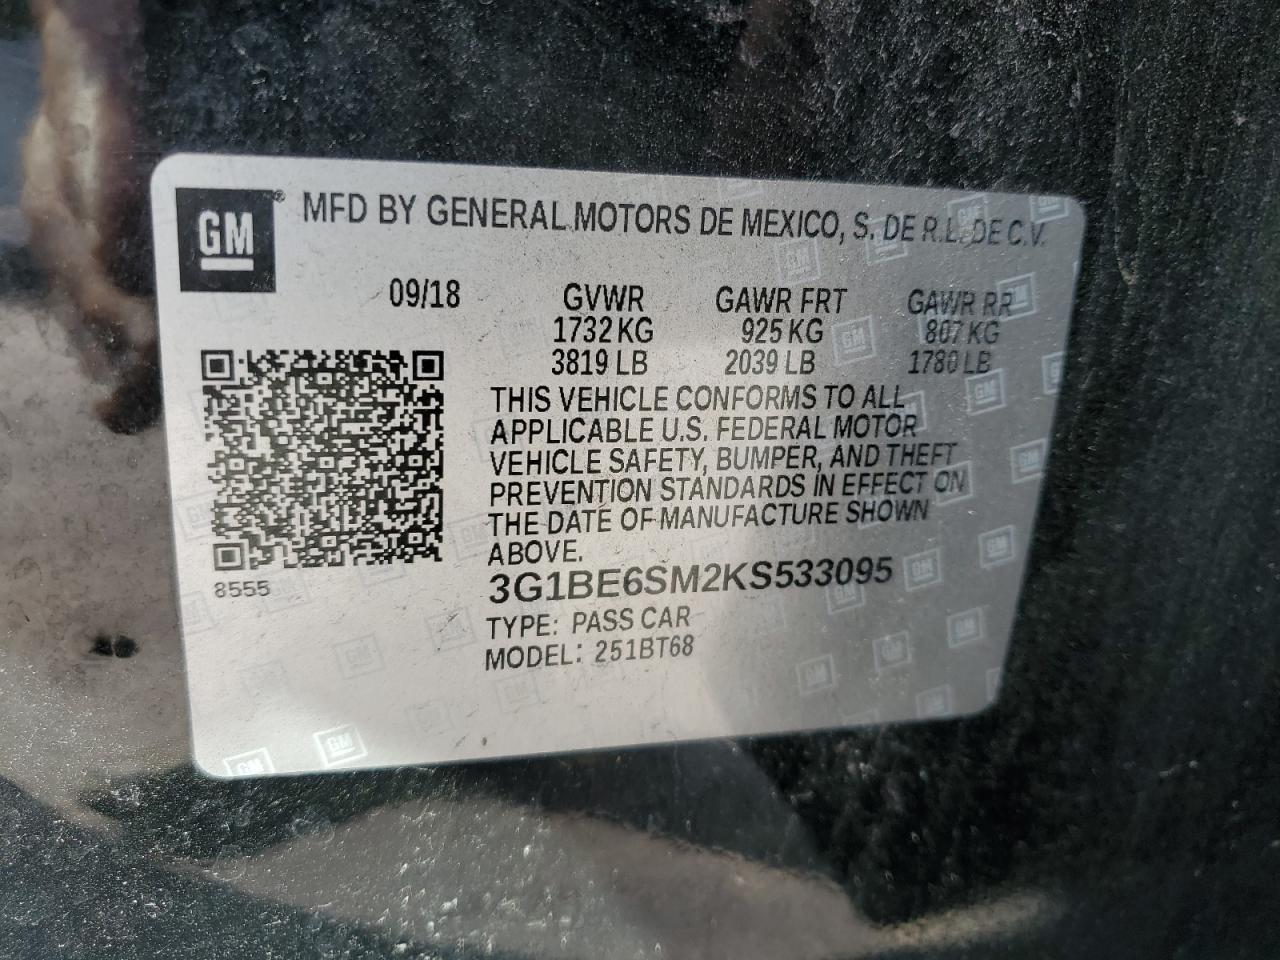 GM® MFD BY GENERAL MOTORS DE MEXICO, S. DE R.L. DE C.V.
09/18 GVWR GAWR FRT GAWR RR
1732 KG 925 KG 807 KG
3819 LB 2039 LB 1780 LB
THIS VEHICLE CONFORMS TO ALL
APPLICABLE U.S. FEDERAL MOTOR
VEHICLE SAFETY, BUMPER, AND THEFT
PREVENTION STANDARDS IN EFFECT ON
THE DATE OF MANUFACTURE SHOWN
ABOVE.
8555
3G1BE6SM2KS533095
TYPE: PASS CAR
MODEL: 251BT68